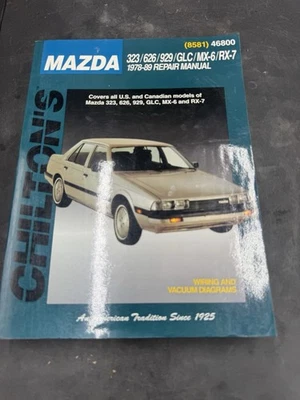 (8581) 46800
MAZDA
323/626/929/GLC/MX-6/RX-7
1978-89 REPAIR MANUAL
Covers all U.S. and Canadian models of
Mazda 323, 626, 929, GLC, MX-6 and RX-7
CHILTON'S
WIRING AND
VACUUM DIAGRAMS
An American Tradition Since 1925